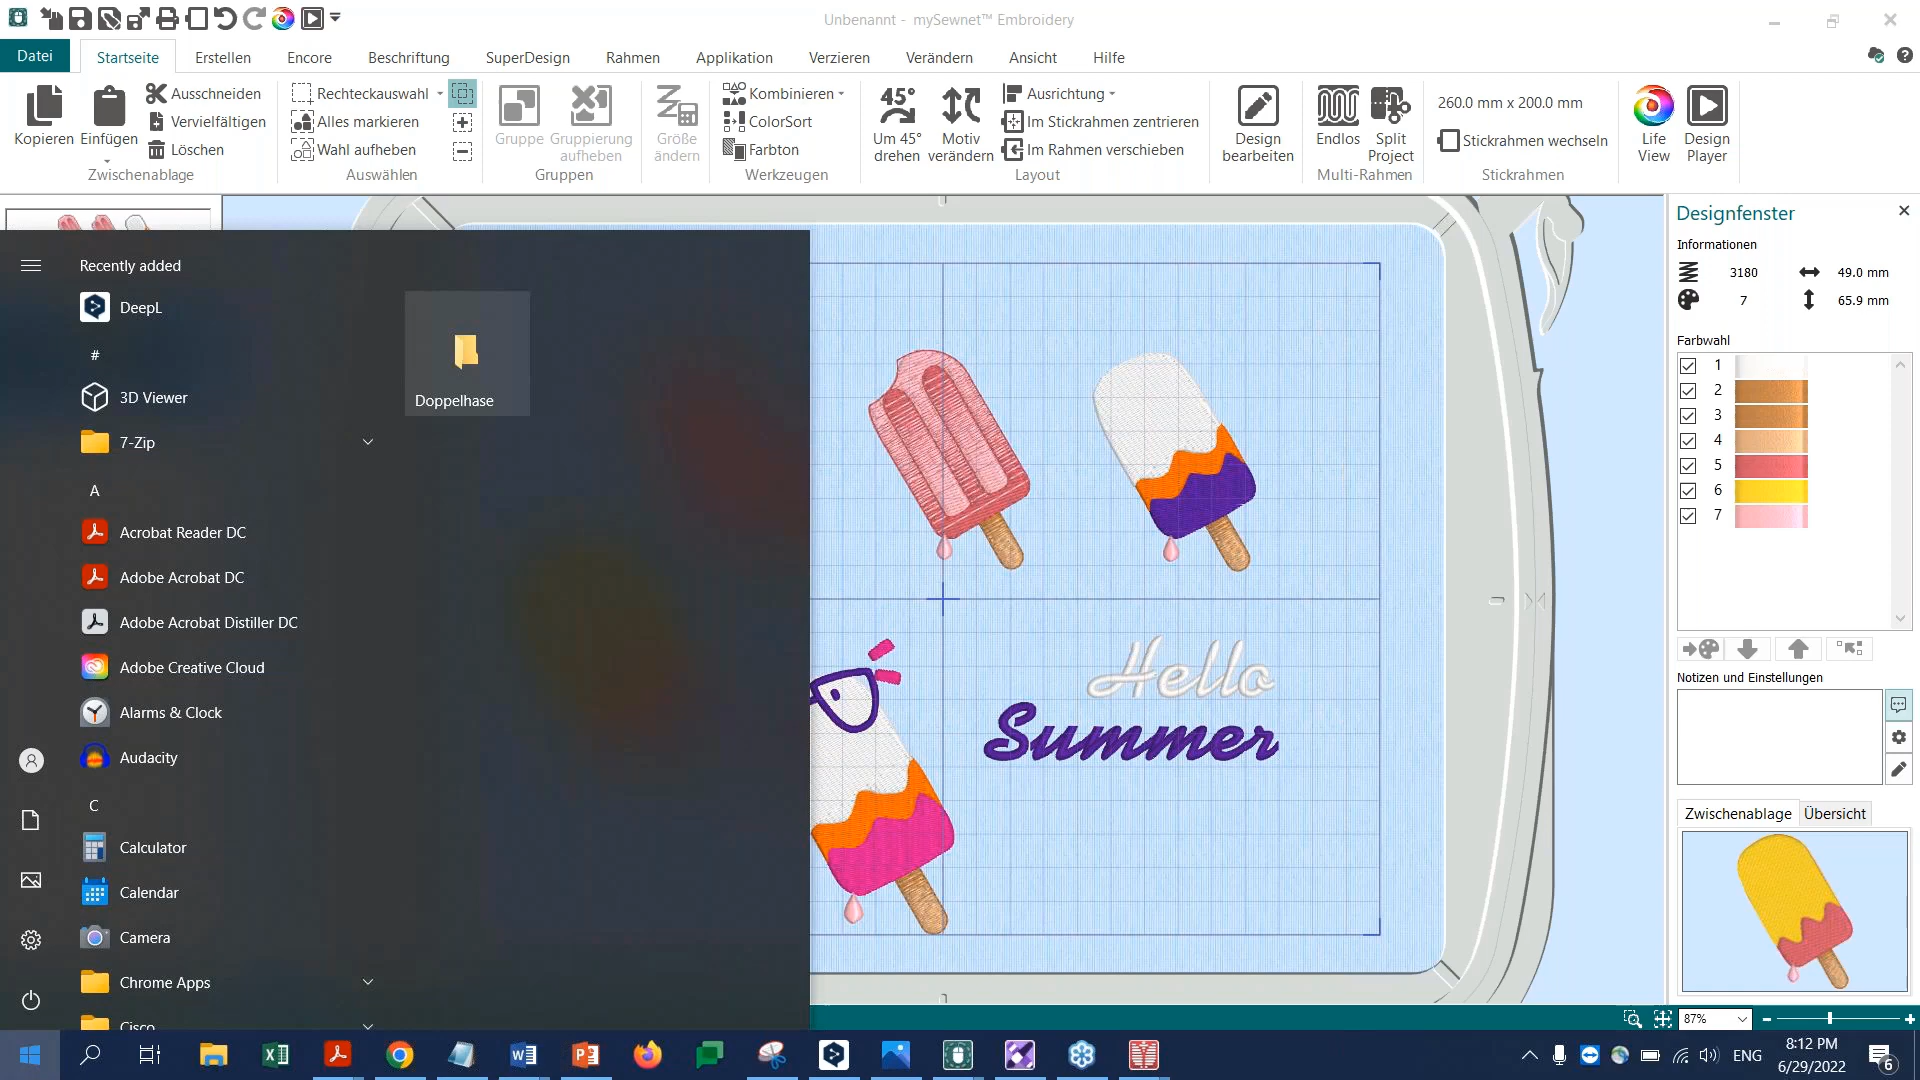 Unbenannt - mySewnet™ Embroidery
Datei
Startseite
Erstellen
Encore
Beschriftung
SuperDesign
Rahmen
Applikation
Verzieren
Verändern
Ansicht
Hilfe
Kopieren
Einfügen
Ausschneiden
Vervielfältigen
Löschen
Zwischenablage
Rechteckauswahl
Alles markieren
Wahl aufheben
Auswählen
Gruppe
Gruppierung
aufheben
Gruppen
Größe
ändern
Kombinieren
ColorSort
Farbton
Werkzeugen
45°
Um 45°
drehen
Motiv
verändern
Ausrichtung
Im Stickrahmen zentrieren
Im Rahmen verschieben
Layout
Design
bearbeiten
Endlos
Split
Project
Multi-Rahmen
260.0 mm x 200.0 mm
Stickrahmen wechseln
Stickrahmen
Life
View
Design
Player
Recently added
DeepL
#
3D Viewer
7-Zip
A
Acrobat Reader DC
Adobe Acrobat DC
Adobe Acrobat Distiller DC
Adobe Creative Cloud
Alarms & Clock
Audacity
C
Calculator
Calendar
Camera
Chrome Apps
Cisco
Doppelhase
Hello
Summer
Designfenster
Informationen
3180
49.0 mm
7
65.9 mm
Farbwahl
1
2
3
4
5
6
7
Notizen und Einstellungen
Zwischenablage
Übersicht
87%
ENG
8:12 PM
6/29/2022
6